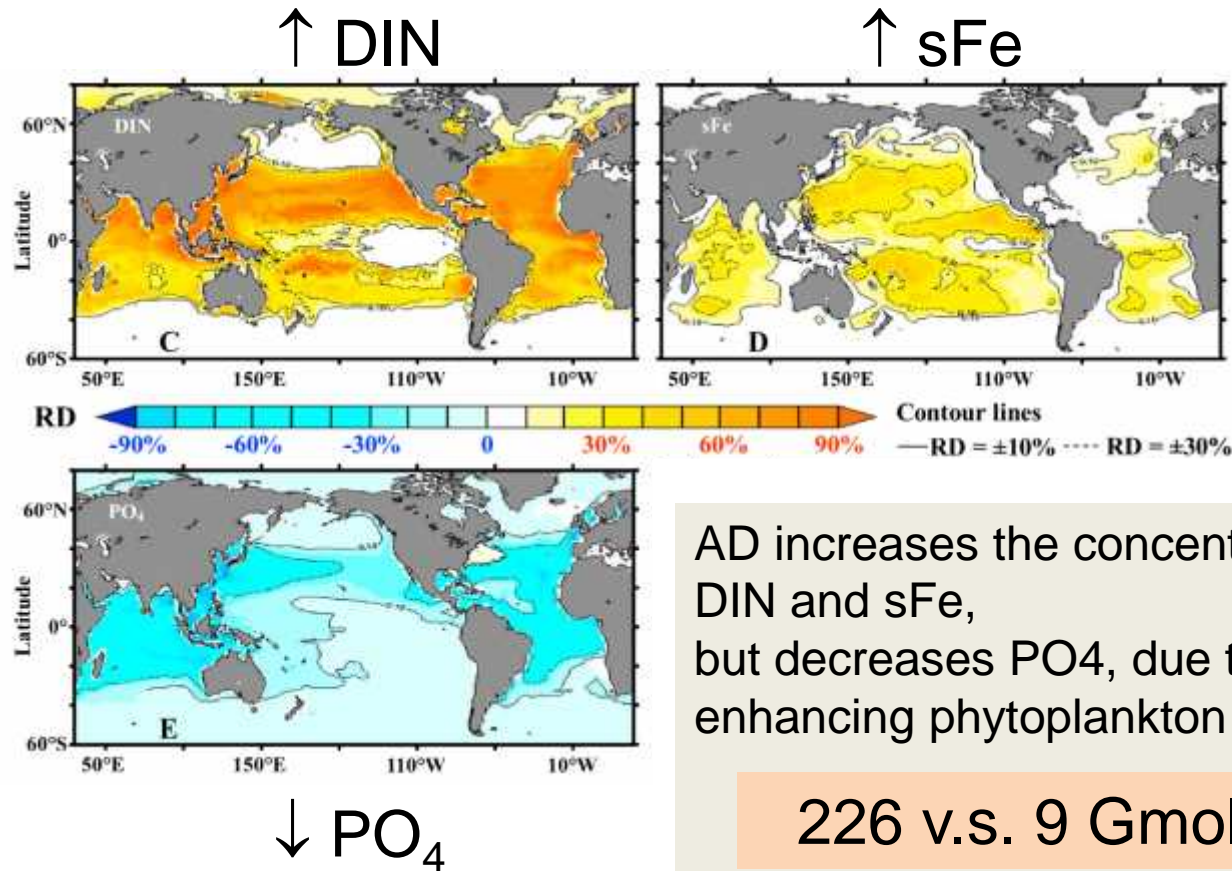 ↑ DIN
↑ sFe
60°N
DIN
sFe
Latitude
0°
60°S
C
D
50°E 150°E 110°W 10°W
50°E 150°E 110°W 10°W
RD
-90% -60% -30% 0 30% 60% 90%
Contour lines
—RD = ±10% ---- RD = ±30%
60°N
PO₄
Latitude
0°
60°S
E
50°E 150°E 110°W 10°W
↓ PO₄
AD increases the concent
DIN and sFe,
but decreases PO4, due t
enhancing phytoplankton
226 v.s. 9 Gmol